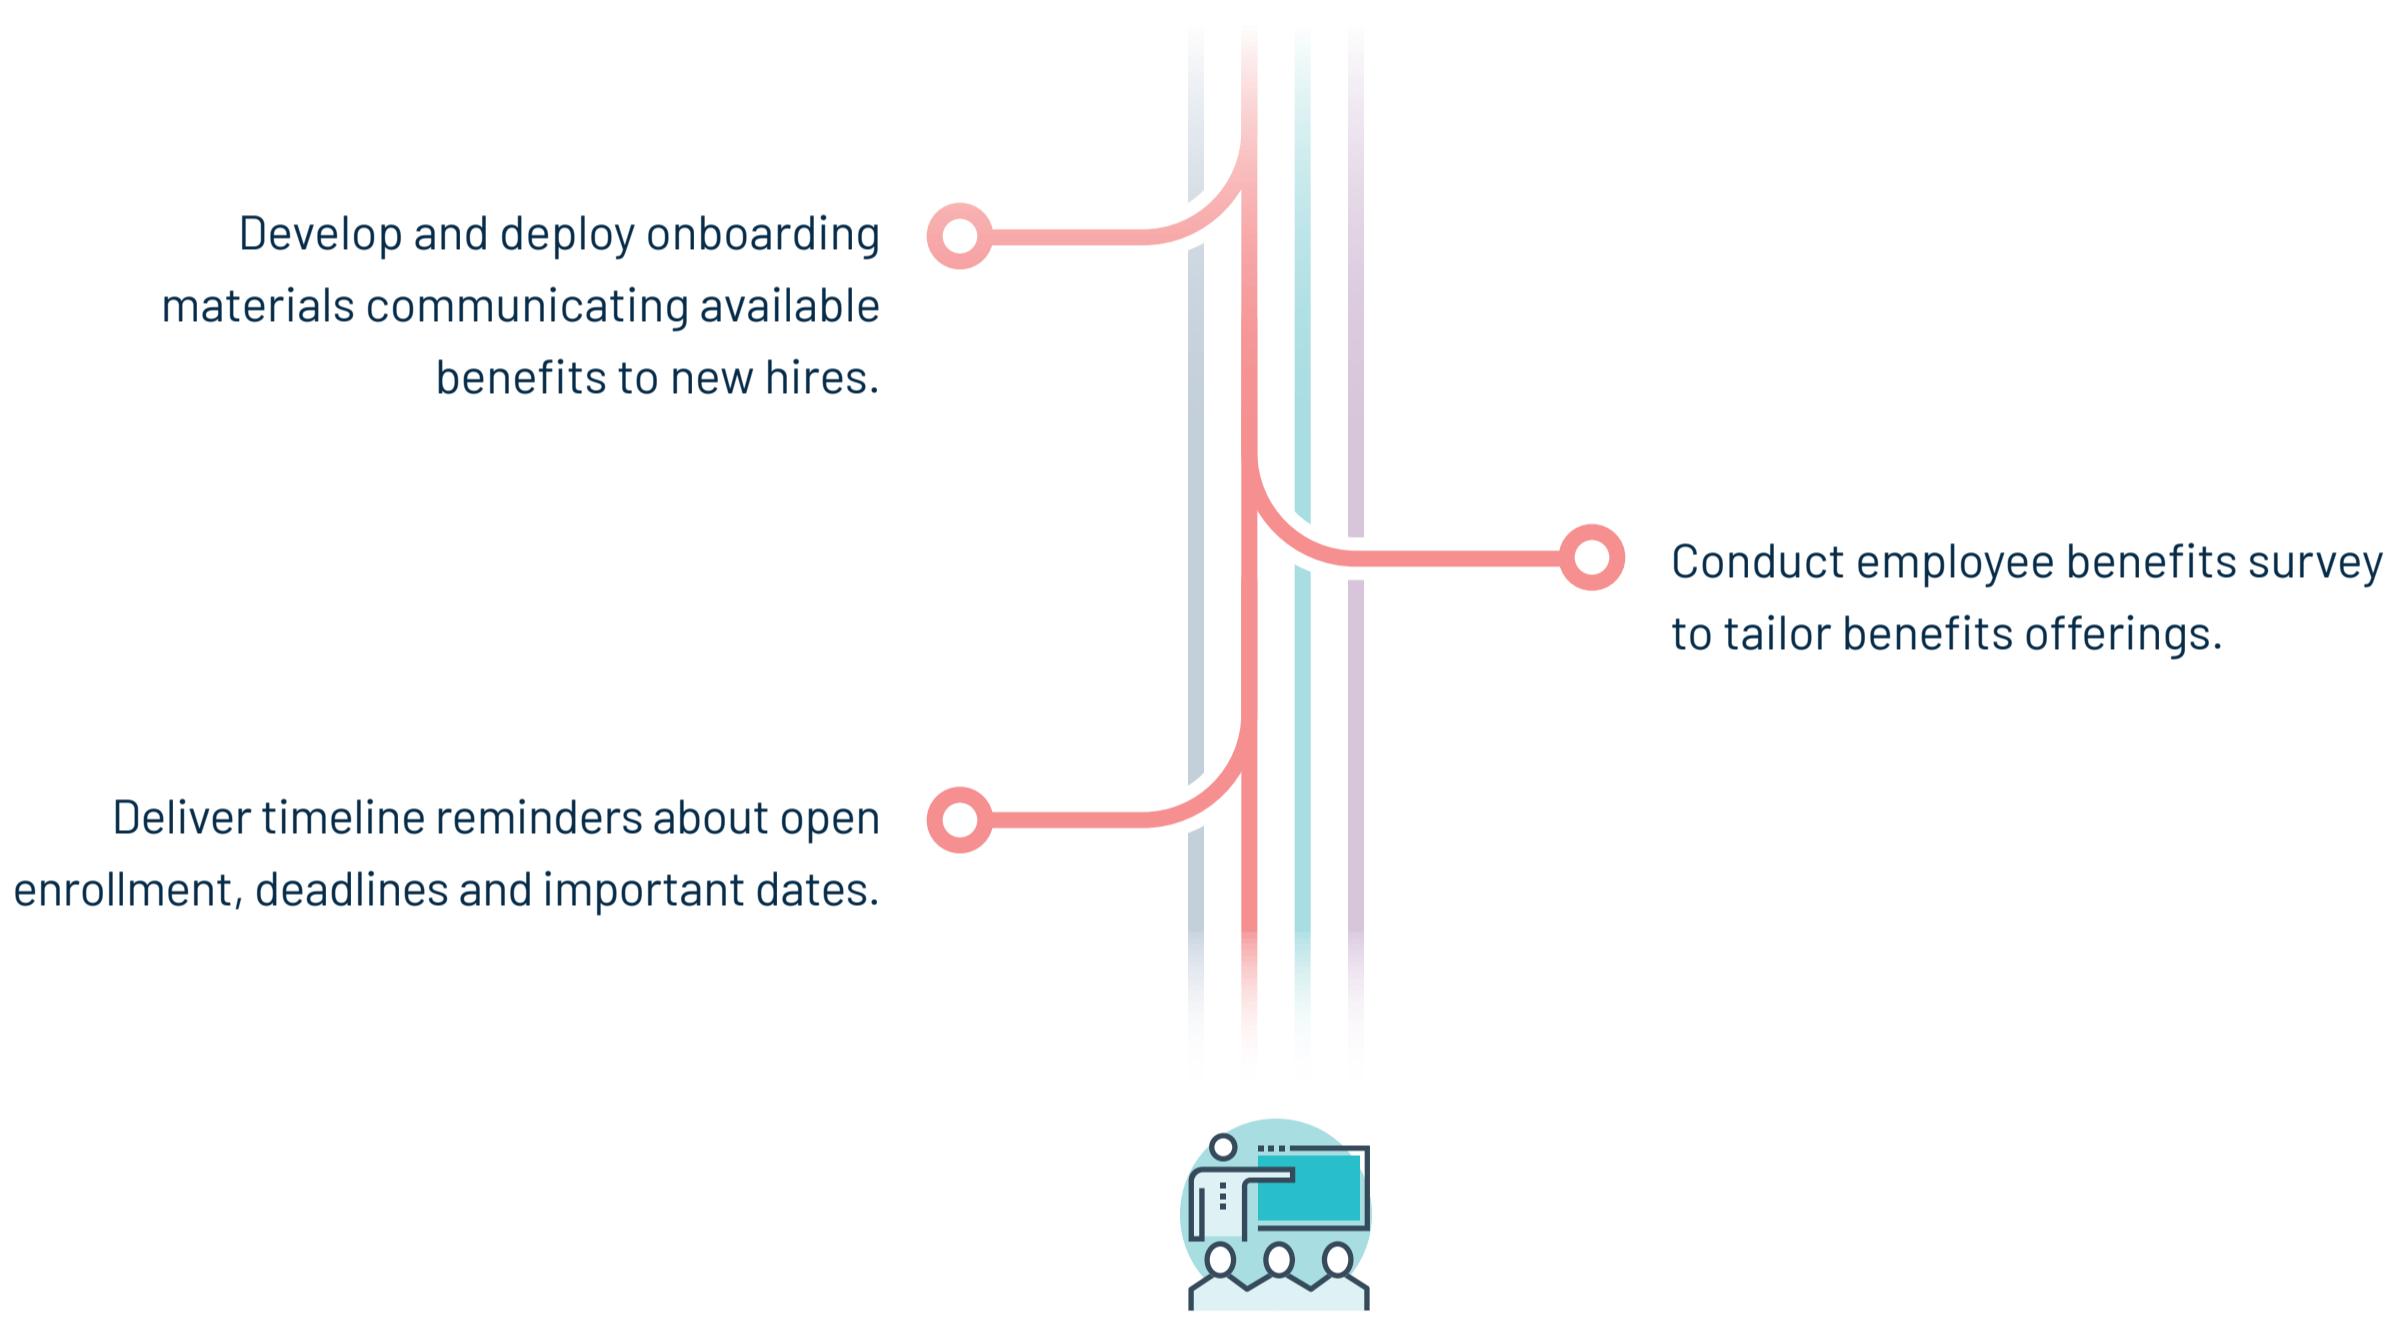 Develop and deploy onboarding
materials communicating available
benefits to new hires.
Conduct employee benefits survey
to tailor benefits offerings.
Deliver timeline reminders about open
enrollment, deadlines and important dates.